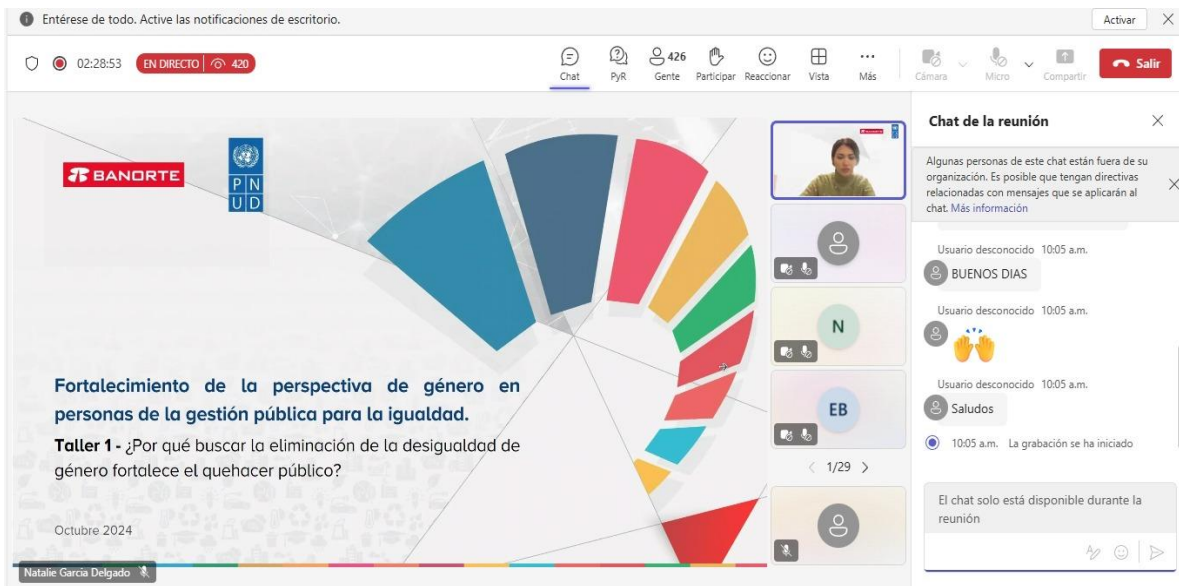 Entérese de todo. Active las notificaciones de escritorio.
Activar
02:28:53
EN DIRECTO
420
Chat
PyR
426
Gente
Participar
Reaccionar
Vista
Más
Cámara
Micro
Compartir
Salir
BANORTE
P N
U D
Fortalecimiento de la perspectiva de género en
personas de la gestión pública para la igualdad.
Taller 1 - ¿Por qué buscar la eliminación de la desigualdad de
género fortalece el quehacer público?
Octubre 2024
Natalie Garcia Delgado
N
EB
1/29
Chat de la reunión
Algunas personas de este chat están fuera de su
organización. Es posible que tengan directivas
relacionadas con mensajes que se aplicarán al
chat. Más información
Usuario desconocido 10:05 a.m.
BUENOS DIAS
Usuario desconocido 10:05 a.m.
Usuario desconocido 10:05 a.m.
Saludos
10:05 a.m. La grabación se ha iniciado
El chat solo está disponible durante la
reunión